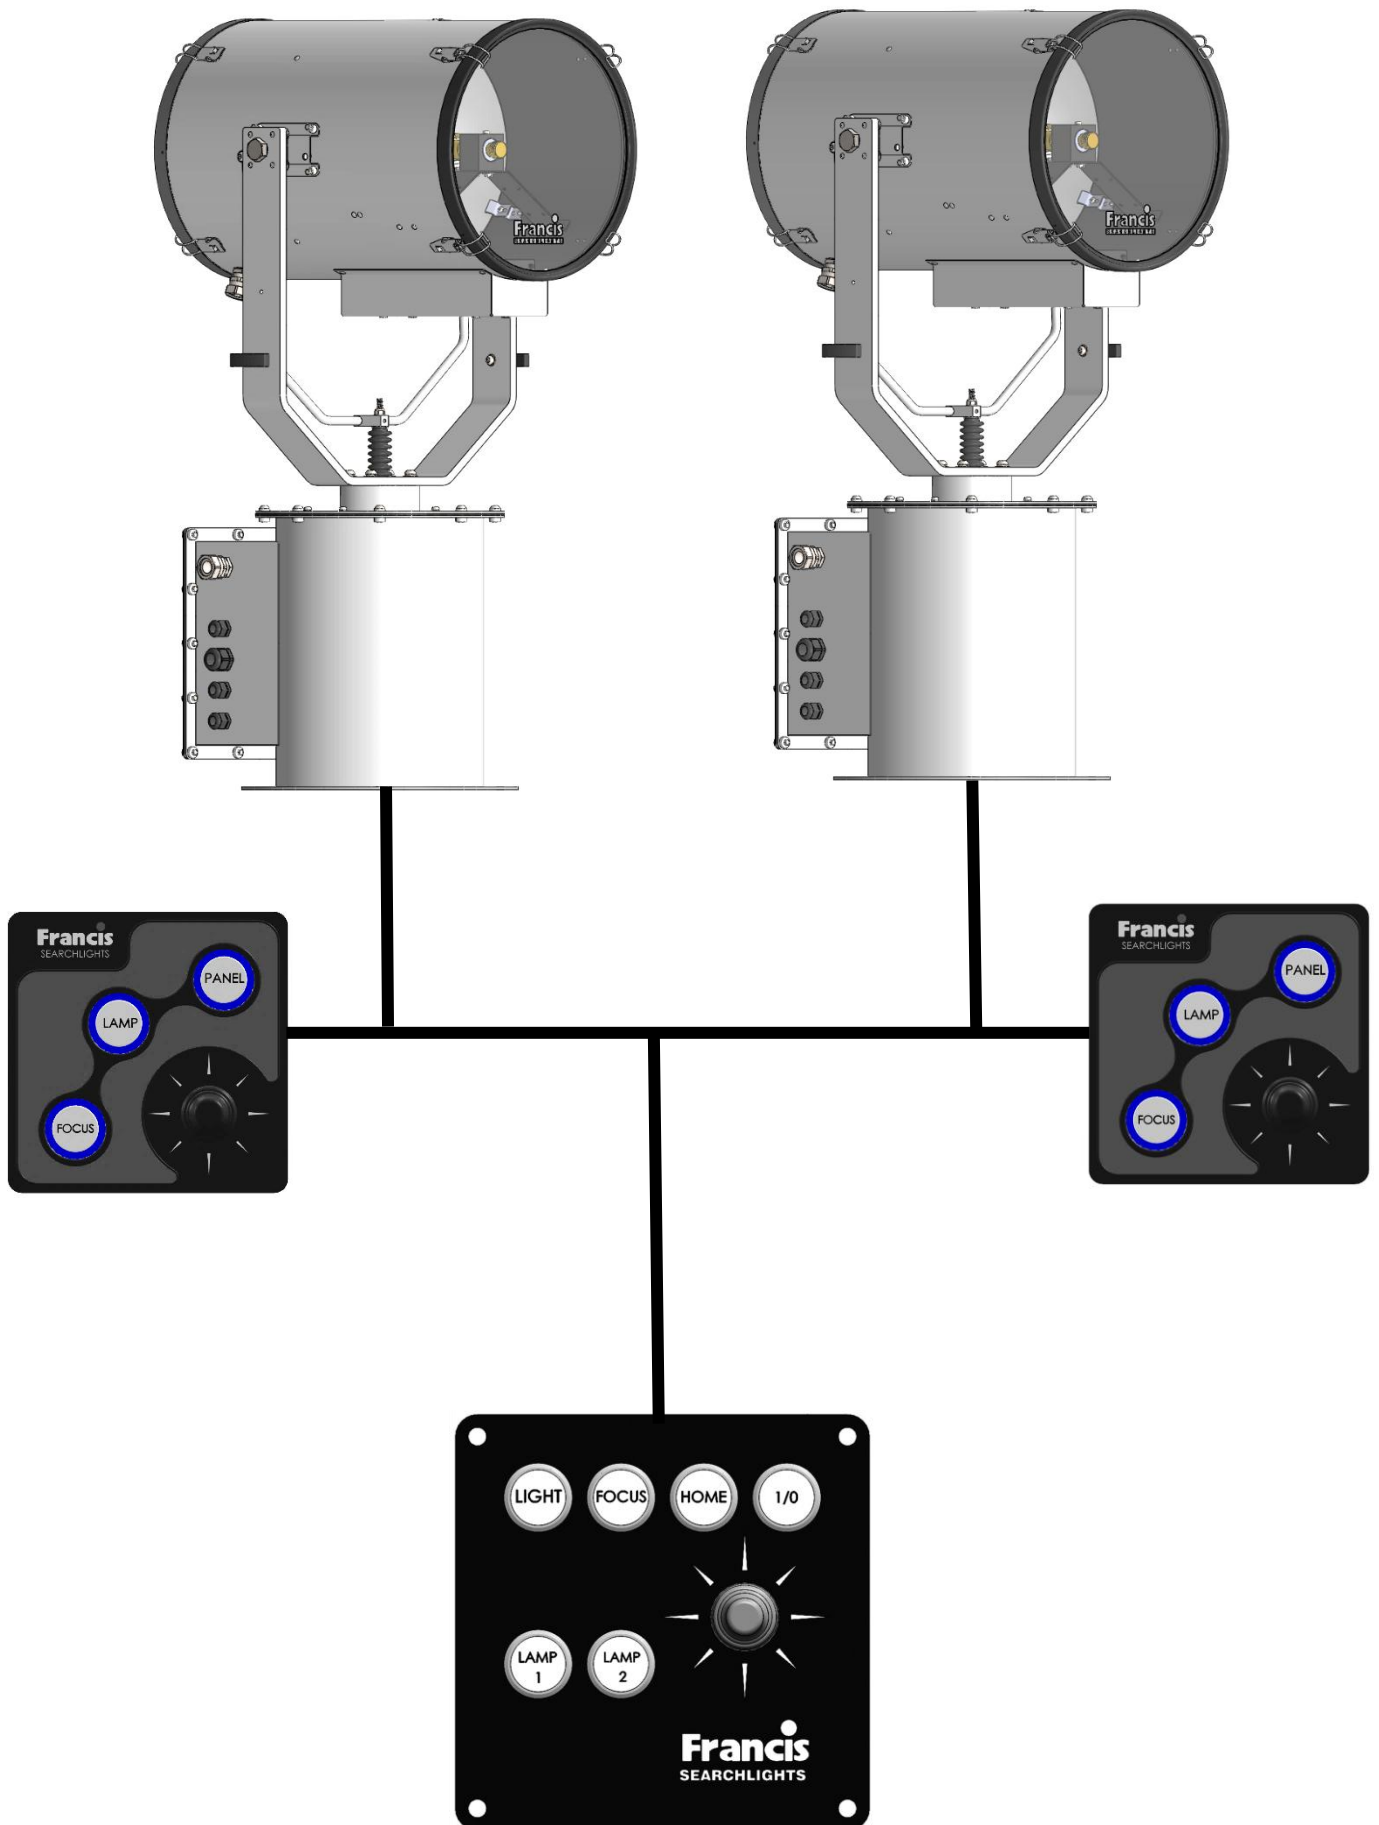 Francis
Francis
Francis
SEARCHLIGHTS
PANEL
LAMP
FOCUS
Francis
SEARCHLIGHTS
PANEL
LAMP
FOCUS
LIGHT
FOCUS
HOME
1/0
LAMP
1
LAMP
2
Francis
SEARCHLIGHTS